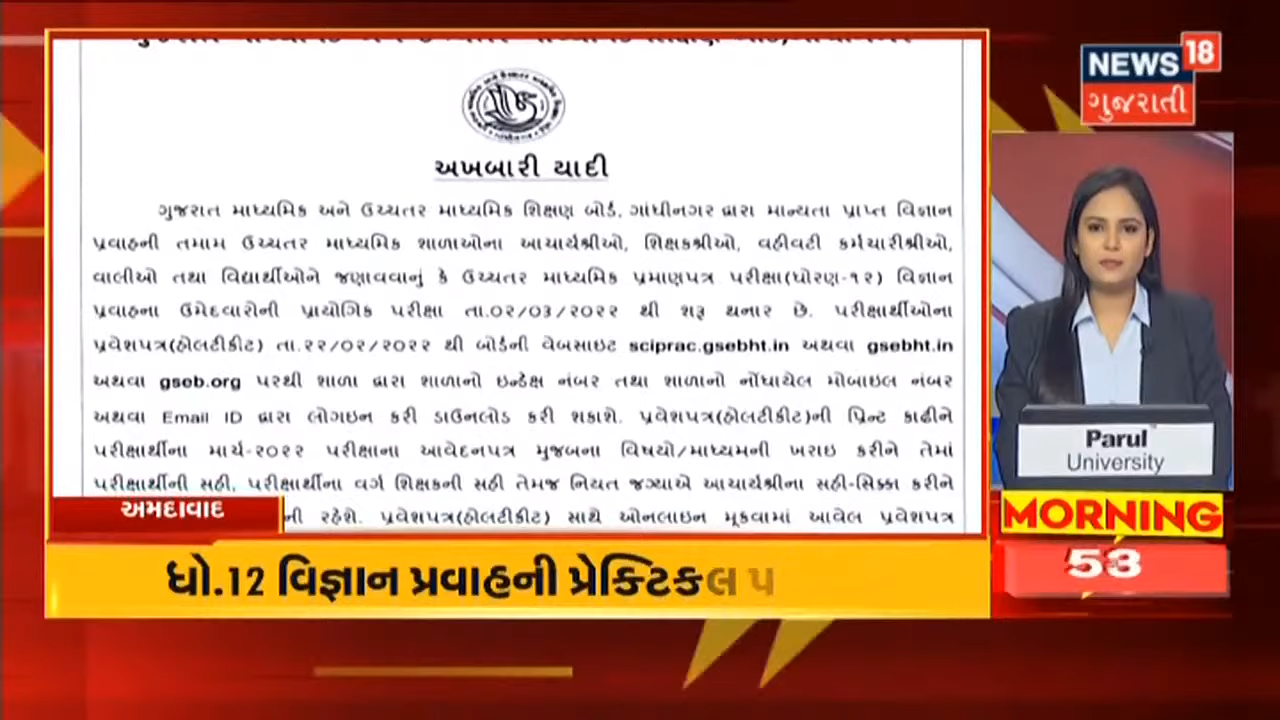 અખબારી યાદી
ગુજરાત માધ્યમિક અને ઉચ્ચતર માધ્યમિક શિક્ષણ બોર્ડ, ગાંધીનગર દ્વારા માન્યતા પ્રાપ્ત વિજ્ઞાન
પ્રવાહની તમામ ઉચ્ચતર માધ્યમિક શાળાઓના આચાર્યશ્રીઓ, શિક્ષકશ્રીઓ, વહીવટી કર્મચારીશ્રીઓ,
વાલીઓ તથા વિદ્યાર્થીઓને જણાવવાનું કે ઉચ્ચતર માધ્યમિક પ્રમાણપત્ર પરીક્ષા(ધોરણ-૧૨) વિજ્ઞાન
પ્રવાહના ઉમેદવારોની પ્રાયોગિક પરીક્ષા તા.૦૨/૦૩/૨૦૨૨ થી શરૂ થનાર છે. પરીક્ષાર્થીઓના
પ્રવેશપત્ર(હોલટીકીટ) તા.૨૨/૦૨/૨૦૨૨ થી બોર્ડની વેબસાઇટ sciprac.gsebht.in અથવા gsebht.in
અથવા gseb.org પરથી શાળા દ્વારા શાળાનો ઇન્ડેક્ષ નંબર તથા શાળાનો નોંધાયેલ મોબાઇલ નંબર
અથવા Email ID દ્વારા લોગઇન કરી ડાઉનલોડ કરી શકાશે. પ્રવેશપત્ર(હોલટીકીટ)ની પ્રિન્ટ કાઢીને
પરીક્ષાર્થીના માર્ચ-૨૦૨૨ પરીક્ષાના આવેદનપત્ર મુજબના વિષયો/માધ્યમની ખરાઇ કરીને તેમાં
પરીક્ષાર્થીની સહી, પરીક્ષાર્થીના વર્ગ શિક્ષકની સહી તેમજ નિયત જગ્યાએ આચાર્યશ્રીના સહી-સિક્કા કરીને
ની રહેશે. પ્રવેશપત્ર(હોલટીકીટ) સાથે ઓનલાઇન મૂકવામાં આવેલ પ્રવેશપત્ર
અમદાવાદ
ધો.12 વિજ્ઞાન પ્રવાહની પ્રેક્ટિકલ પ
NEWS 18
ગુજરાતી
Parul
University
MORNING
53